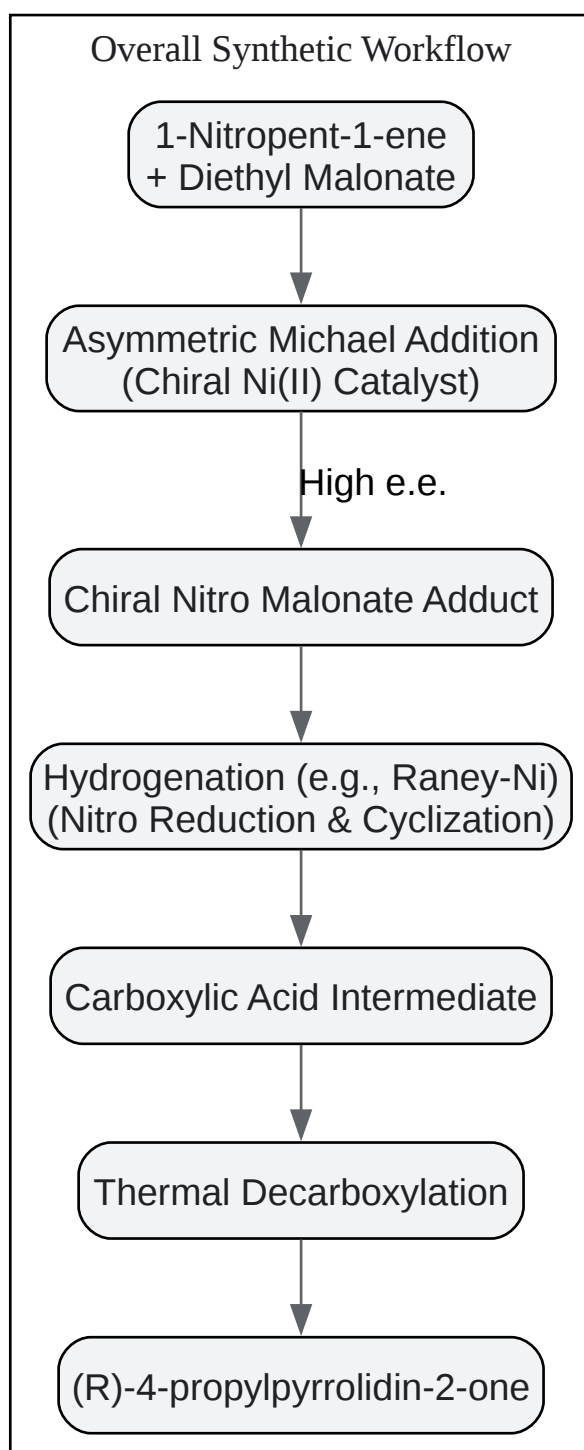 Overall Synthetic Workflow
1-Nitropent-1-ene
+ Diethyl Malonate
Asymmetric Michael Addition
(Chiral Ni(II) Catalyst)
High e.e.
Chiral Nitro Malonate Adduct
Hydrogenation (e.g., Raney-Ni)
(Nitro Reduction & Cyclization)
Carboxylic Acid Intermediate
Thermal Decarboxylation
(R)-4-propylpyrrolidin-2-one